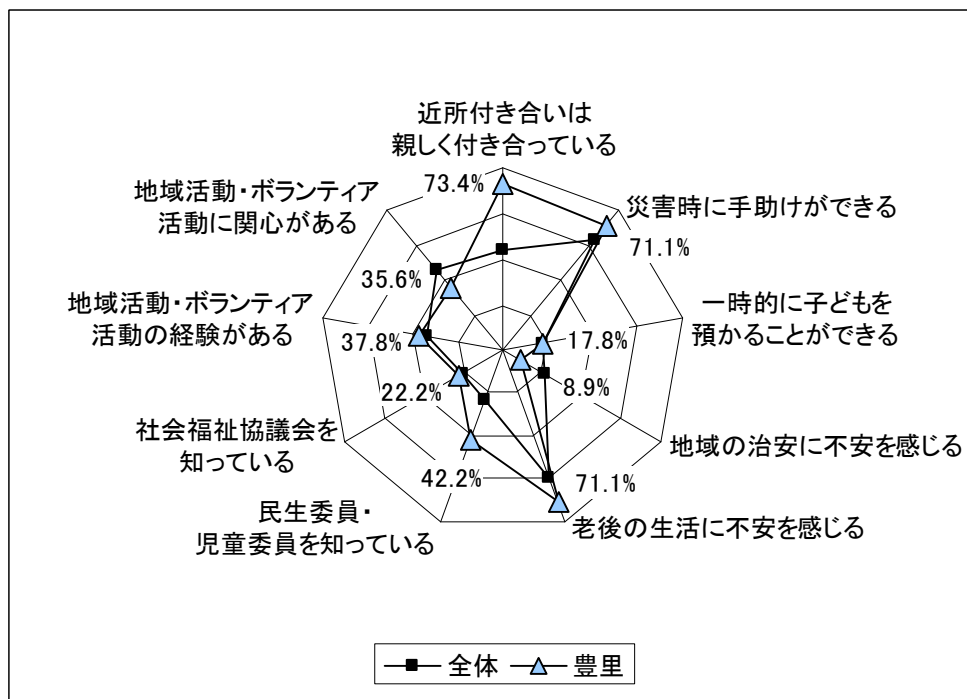 近所付き合いは
親しく付き合っている
73.4%
災害時に手助けができる
71.1%
一時的に子どもを
預かることができる
17.8%
地域の治安に不安を感じる
8.9%
老後の生活に不安を感じる
71.1%
民生委員・
児童委員を知っている
42.2%
社会福祉協議会を
知っている
22.2%
地域活動・ボランティア
活動の経験がある
37.8%
地域活動・ボランティア
活動に関心がある
35.6%
全体 豊里